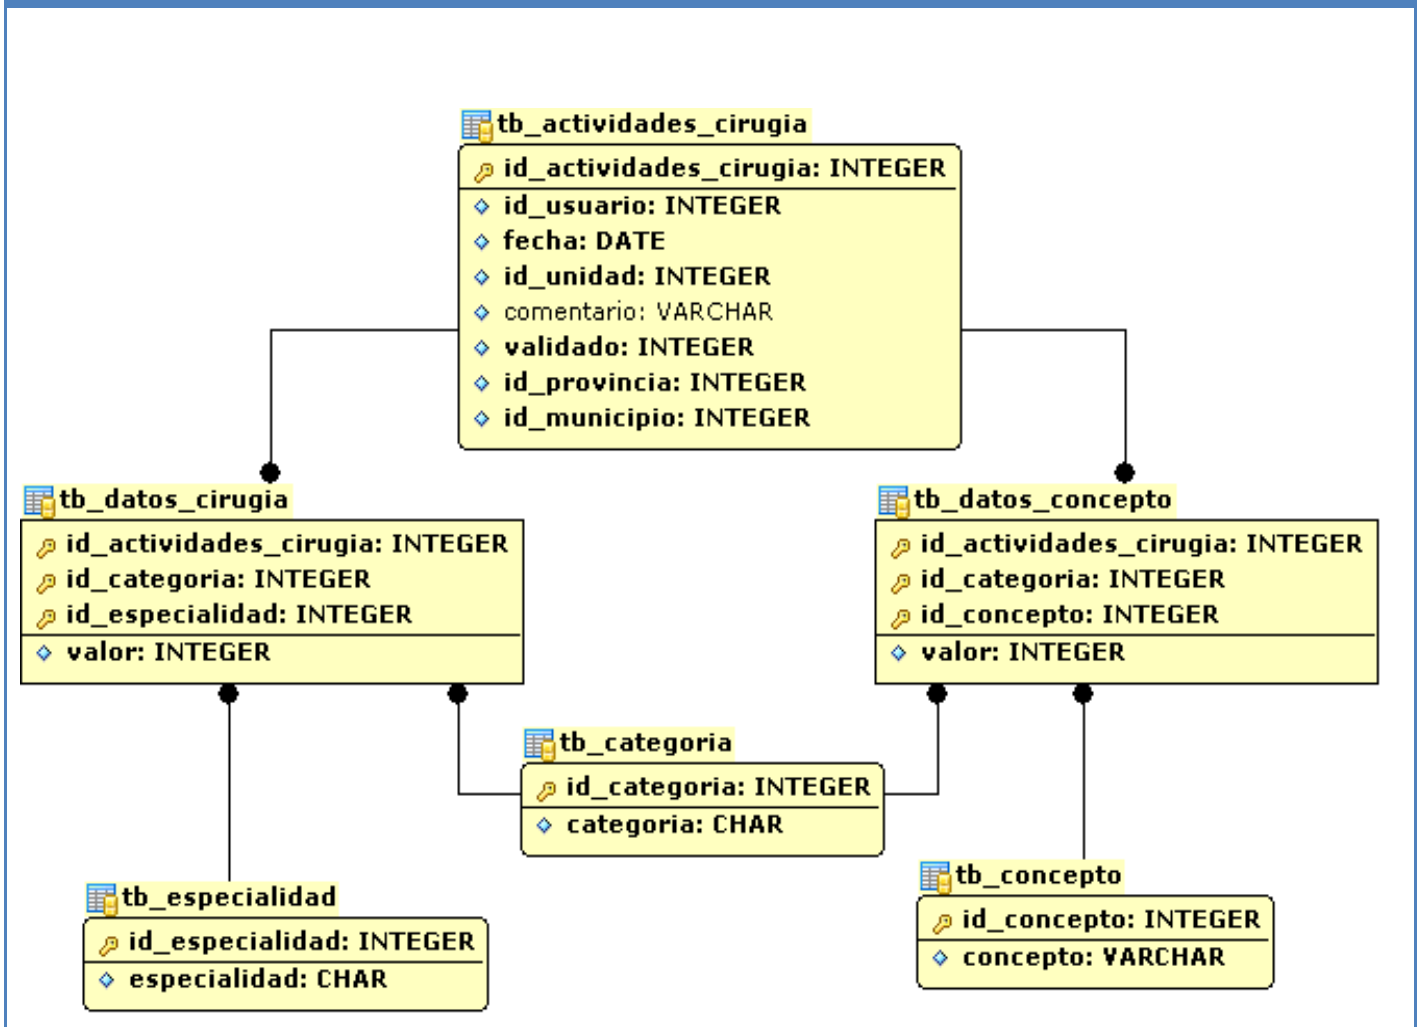 tb_actividades_cirugia
id_actividades_cirugia: INTEGER
id_usuario: INTEGER
fecha: DATE
id_unidad: INTEGER
comentario: VARCHAR
validado: INTEGER
id_provincia: INTEGER
id_municipio: INTEGER
tb_datos_cirugia
id_actividades_cirugia: INTEGER
id_categoria: INTEGER
id_especialidad: INTEGER
valor: INTEGER
tb_datos_concepto
id_actividades_cirugia: INTEGER
id_categoria: INTEGER
id_concepto: INTEGER
valor: INTEGER
tb_categoria
id_categoria: INTEGER
categoria: CHAR
tb_especialidad
id_especialidad: INTEGER
especialidad: CHAR
tb_concepto
id_concepto: INTEGER
concepto: VARCHAR